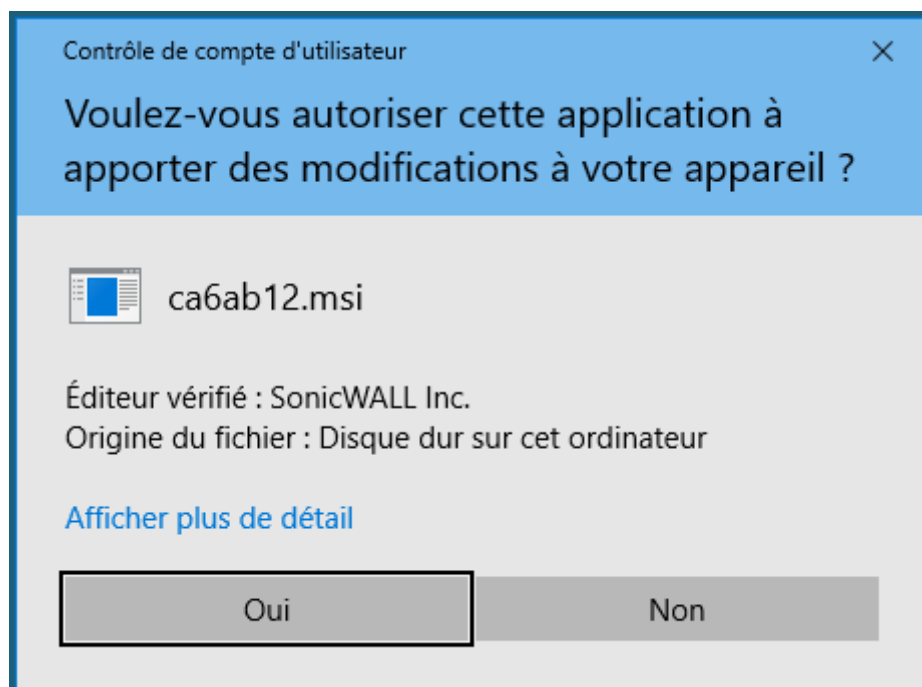 Contrôle de compte d'utilisateur
Voulez-vous autoriser cette application à
apporter des modifications à votre appareil ?
ca6ab12.msi
Éditeur vérifié : SonicWALL Inc.
Origine du fichier : Disque dur sur cet ordinateur
Afficher plus de détail
Oui
Non